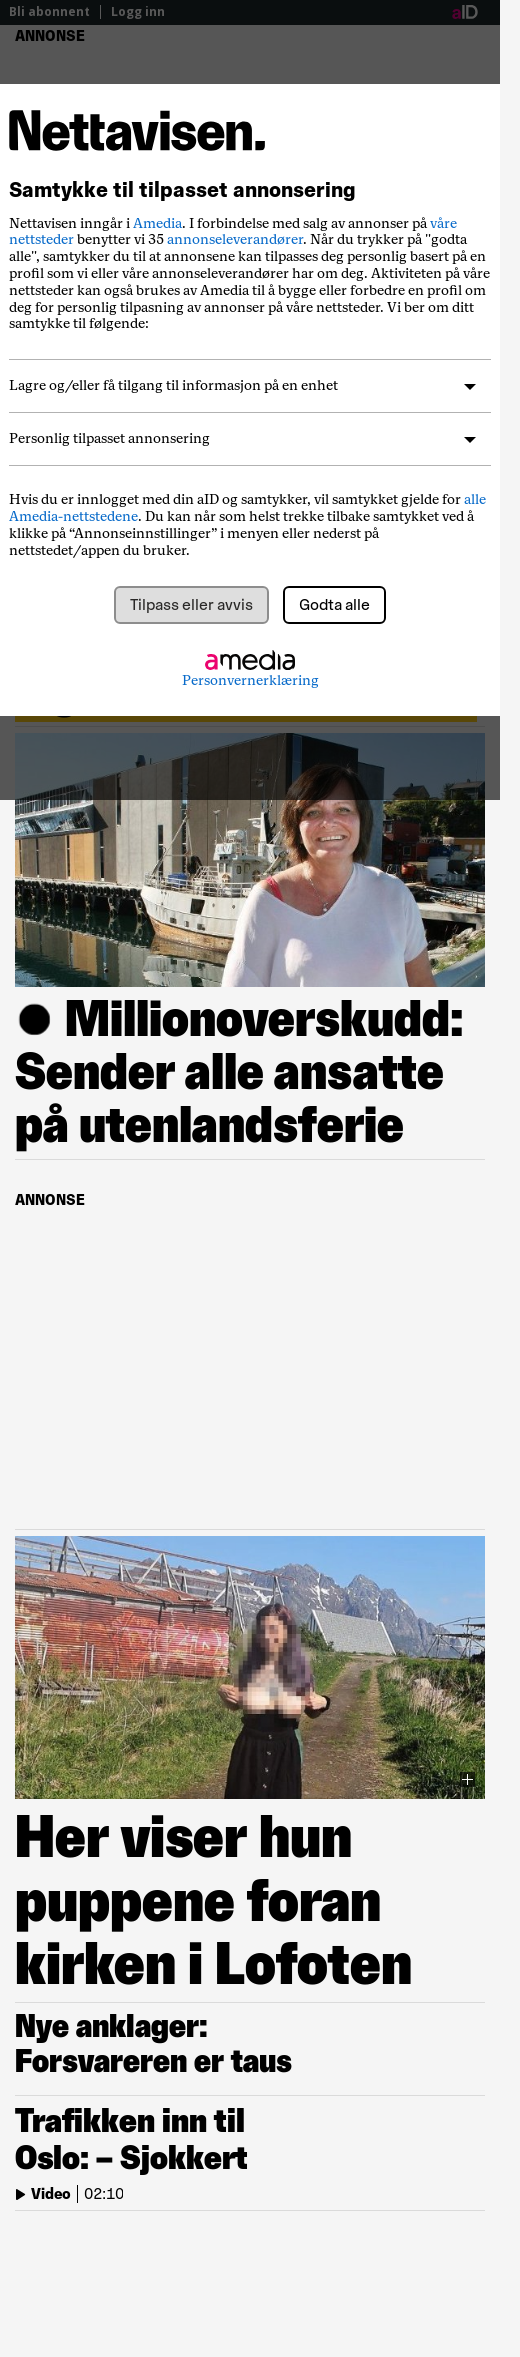 Bli abonnent | Logg inn
aID
ANNONSE
Nettavisen.
Samtykke til tilpasset annonsering
Nettavisen inngår i Amedia. I forbindelse med salg av annonser på våre
nettsteder benytter vi 35 annonseleverandører. Når du trykker på "godta
alle", samtykker du til at annonsene kan tilpasses deg personlig basert på en
profil som vi eller våre annonseleverandører har om deg. Aktiviteten på våre
nettsteder kan også brukes av Amedia til å bygge eller forbedre en profil om
deg for personlig tilpasning av annonser på våre nettsteder. Vi ber om ditt
samtykke til følgende:
Lagre og/eller få tilgang til informasjon på en enhet
Personlig tilpasset annonsering
Hvis du er innlogget med din aID og samtykker, vil samtykket gjelde for alle
Amedia-nettstedene. Du kan når som helst trekke tilbake samtykket ved å
klikke på “Annonseinnstillinger” i menyen eller nederst på
nettstedet/appen du bruker.
Tilpass eller avvis
Godta alle
amedia
Personvernerklæring
Millionoverskudd:
Sender alle ansatte
på utenlandsferie
ANNONSE
Her viser hun
puppene foran
kirken i Lofoten
Nye anklager:
Forsvareren er taus
Trafikken inn til
Oslo: – Sjokkert
Video | 02:10